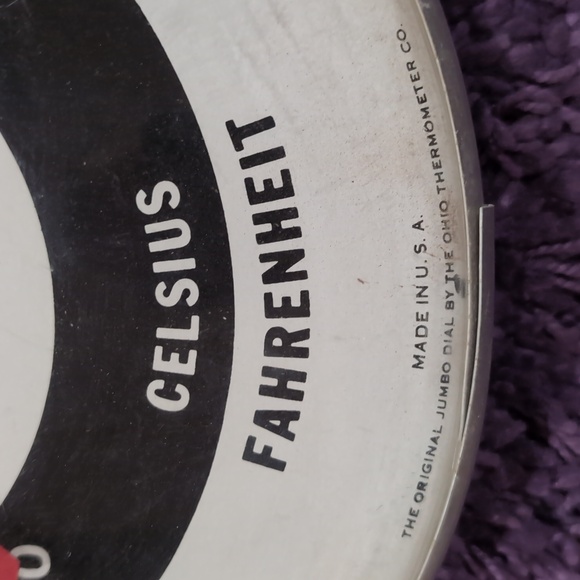 CELSIUS
FAHRENHEIT
MADE IN U. S. A.
THE ORIGINAL JUMBO DIAL BY THE OHIO THERMOMETER CO.